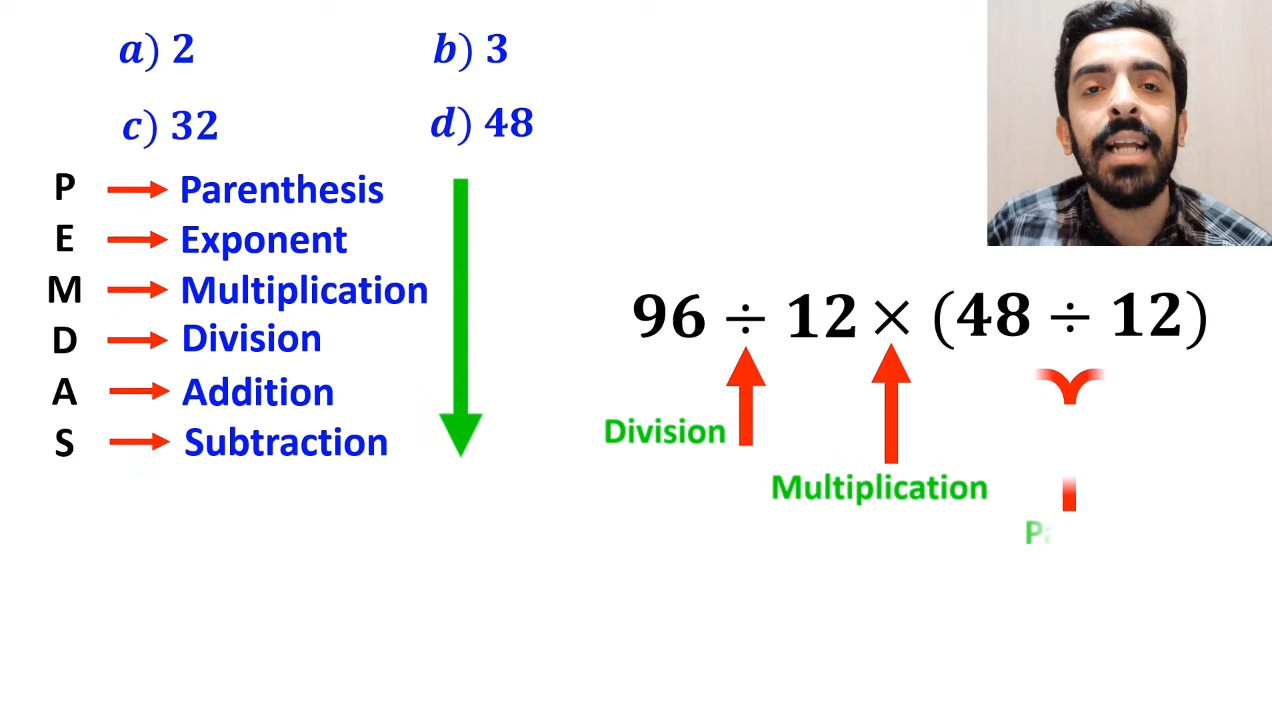 a) 2
b) 3
c) 32
d) 48
P Parenthesis
E Exponent
M Multiplication
D Division
A Addition
S Subtraction
96 ÷ 12 × (48 ÷ 12)
Division
Multiplication